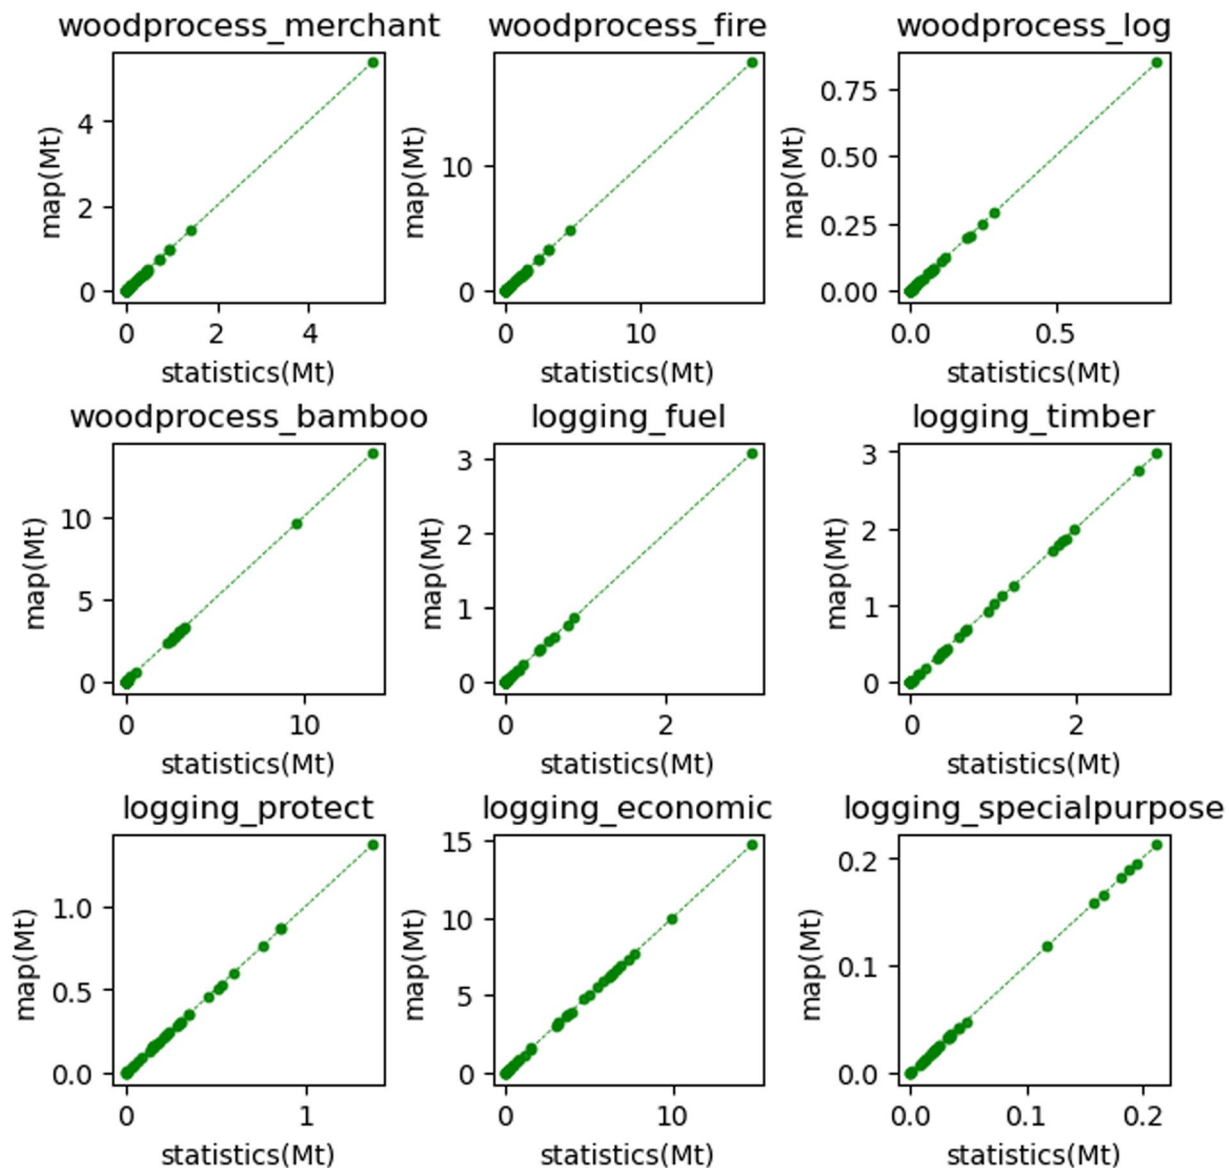 woodprocess_merchant woodprocess_fire woodprocess_log
map(Mt) 4 2 0
0 2 4
statistics(Mt)
map(Mt) 10 0
0 10
statistics(Mt)
map(Mt) 0.75 0.50 0.25 0.00
0.0 0.5
statistics(Mt)
woodprocess_bamboo logging_fuel logging_timber
map(Mt) 10 5 0
0 10
statistics(Mt)
map(Mt) 3 2 1 0
0 2
statistics(Mt)
map(Mt) 3 2 1 0
0 2
statistics(Mt)
logging_protect logging_economic logging_specialpurpose
map(Mt) 1.0 0.5 0.0
0 1
statistics(Mt)
map(Mt) 15 10 5 0
0 10
statistics(Mt)
map(Mt) 0.2 0.1 0.0
0.0 0.1 0.2
statistics(Mt)